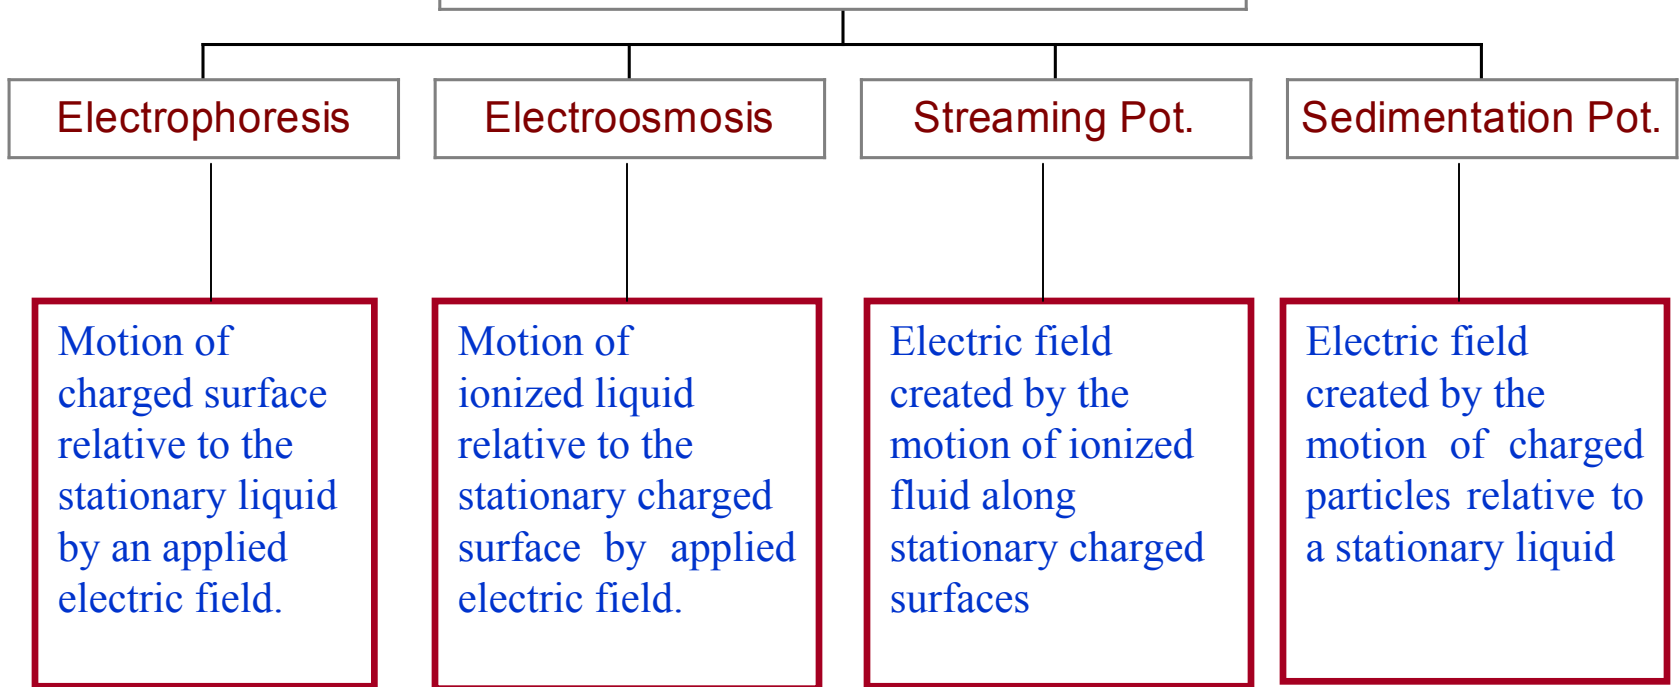 Electrophoresis
Electroosmosis
Streaming Pot.
Sedimentation Pot.
Motion of
charged surface
relative to the
stationary liquid
by an applied
electric field.
Motion of
ionized liquid
relative to the
stationary charged
surface by applied
electric field.
Electric field
created by the
motion of ionized
fluid along
stationary charged
surfaces
Electric field
created by the
motion of charged
particles relative to
a stationary liquid